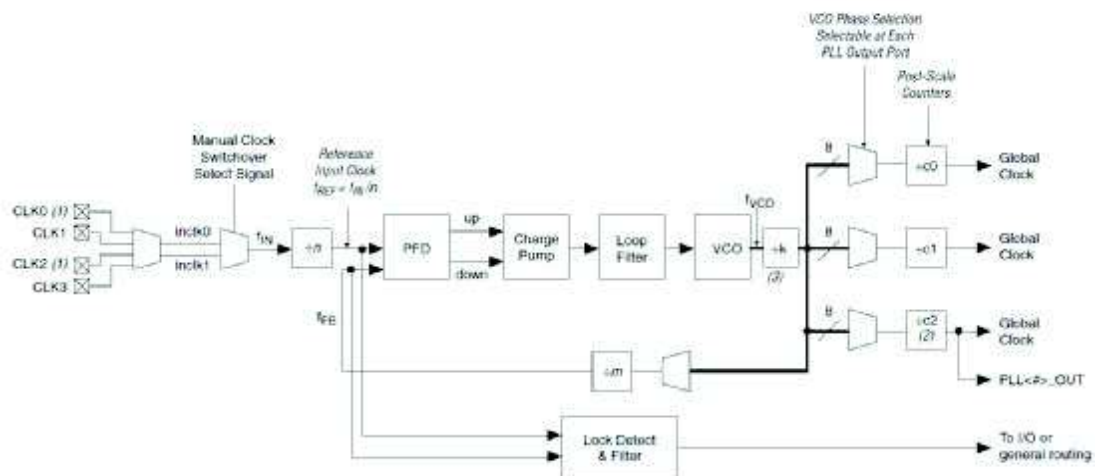 VCO Phase Selection
Selectable at Each
PLL Output Port
Post-Scale
Counters
Manual Clock
Switchover
Select Signal
Reference
Input Clock
fREF = fIN /n
CLK0 (1)
CLK1
CLK2 (1)
CLK3
inclk0
inclk1
fIN
÷n
PFD
up
down
Charge
Pump
Loop
Filter
VCO
fVCO
÷k
(3)
8
÷c0
Global
Clock
8
÷c1
Global
Clock
8
÷c2
(2)
Global
Clock
PLL<#>_OUT
fFB
÷m
Lock Detect
& Filter
To I/O or
general routing